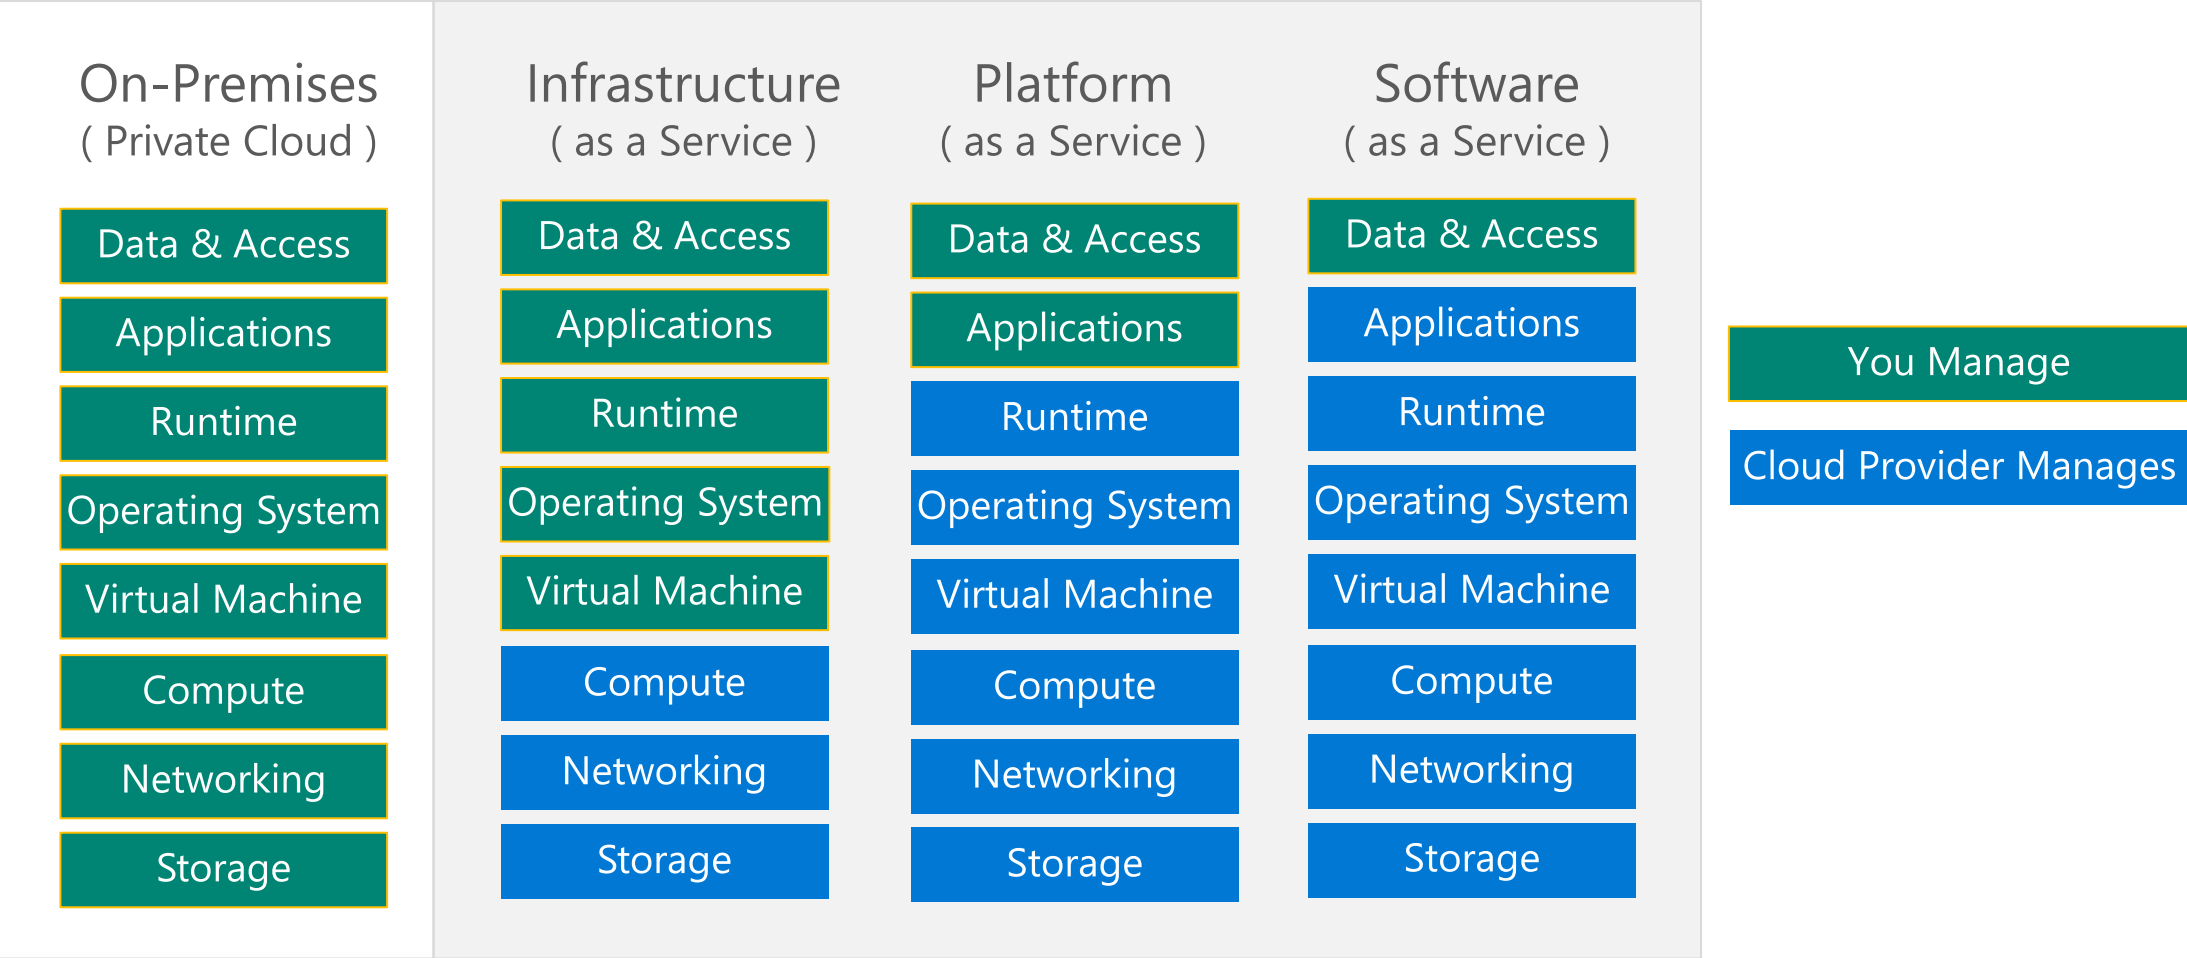 On-Premises
( Private Cloud )
Data & Access
Applications
Runtime
Operating System
Virtual Machine
Compute
Networking
Storage
Infrastructure
( as a Service )
Data & Access
Applications
Runtime
Operating System
Virtual Machine
Compute
Networking
Storage
Platform
( as a Service )
Data & Access
Applications
Runtime
Operating System
Virtual Machine
Compute
Networking
Storage
Software
( as a Service )
Data & Access
Applications
Runtime
Operating System
Virtual Machine
Compute
Networking
Storage
You Manage
Cloud Provider Manages